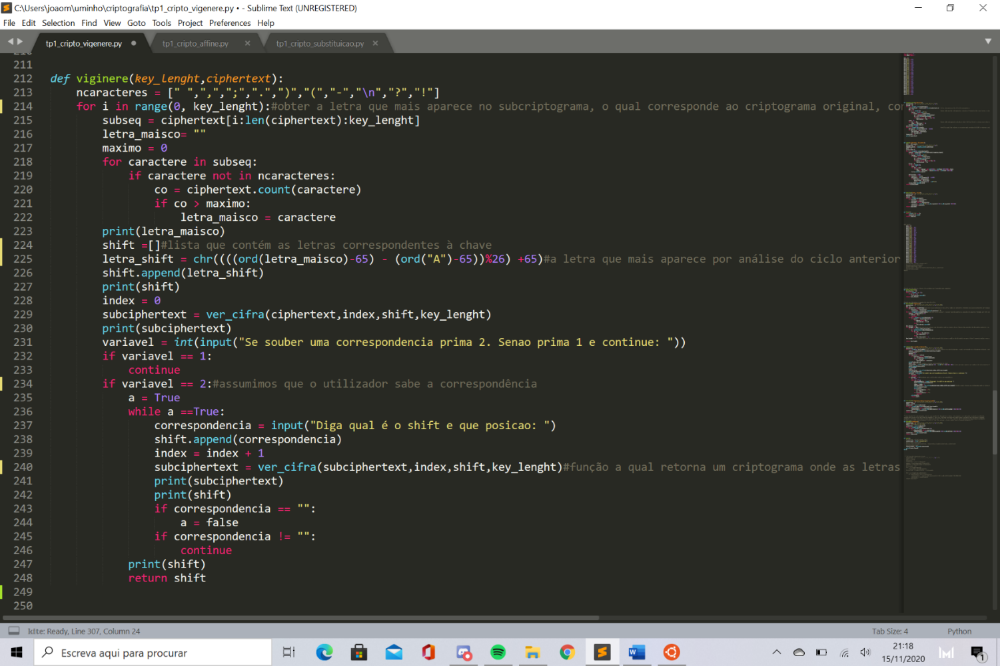 C:\Users\joaom\uminho\criptografia\tp1_cripto_vigenere.py • - Sublime Text (UNREGISTERED)
File Edit Selection Find View Goto Tools Project Preferences Help
tp1_cripto_vigenere.py tp1_cripto_affine.py tp1_cripto_substituicao.py
211
212 def viginere(key_lenght,ciphertext):
213 ncaracteres = [" ",",",";",".",")","(","-","\n","?","!"]
214 for i in range(0, key_lenght):#obter a letra que mais aparece no subcriptograma, o qual corresponde ao criptograma original, cor
215 subseq = ciphertext[i:len(ciphertext):key_lenght]
216 letra_maisco= ""
217 maximo = 0
218 for caractere in subseq:
219 if caractere not in ncaracteres:
220 co = ciphertext.count(caractere)
221 if co > maximo:
222 letra_maisco = caractere
223 print(letra_maisco)
224 shift =[]#lista que contém as letras correspondentes à chave
225 letra_shift = chr((((ord(letra_maisco)-65) - (ord("A")-65))%26) +65)#a letra que mais aparece por análise do ciclo anterior
226 shift.append(letra_shift)
227 print(shift)
228 index = 0
229 subciphertext = ver_cifra(ciphertext,index,shift,key_lenght)
230 print(subciphertext)
231 variavel = int(input("Se souber uma correspondencia prima 2. Senao prima 1 e continue: "))
232 if variavel == 1:
233 continue
234 if variavel == 2:#assumimos que o utilizador sabe a correspondência
235 a = True
236 while a ==True:
237 correspondencia = input("Diga qual é o shift e que posicao: ")
238 shift.append(correspondencia)
239 index = index + 1
240 subciphertext = ver_cifra(subciphertext,index,shift,key_lenght)#função a qual retorna um criptograma onde as letras
241 print(subciphertext)
242 print(shift)
243 if correspondencia == "":
244 a = false
245 if correspondencia != "":
246 continue
247 print(shift)
248 return shift
249
250
kite: Ready, Line 307, Column 24 Tab Size: 4 Python
Escreva aqui para procurar
21:18
15/11/2020
1